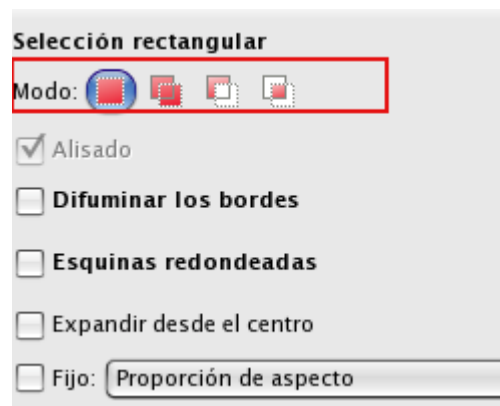 Selección rectangular
Modo:
Alisado
Difuminar los bordes
Esquinas redondeadas
Expandir desde el centro
Fijo: Proporción de aspecto